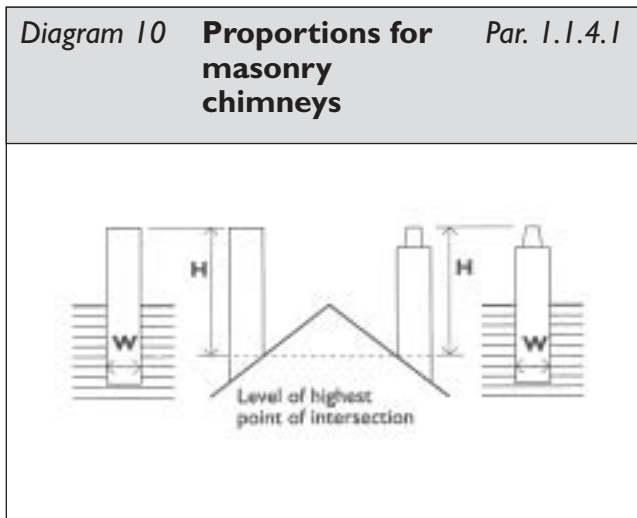 Diagram 10 Proportions for masonry chimneys Par. 1.1.4.1
H H
W W
Level of highest
point of intersection